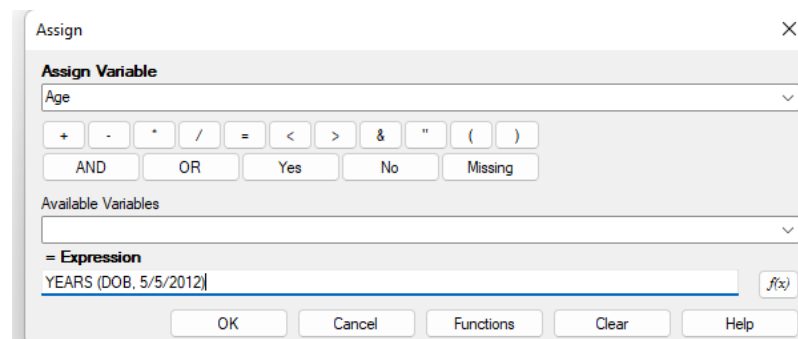 Assign
Assign Variable
Age
+ - * / = < > & " ( )
AND OR Yes No Missing
Available Variables
= Expression
YEARS (DOB, 5/5/2012)
f(x)
OK Cancel Functions Clear Help